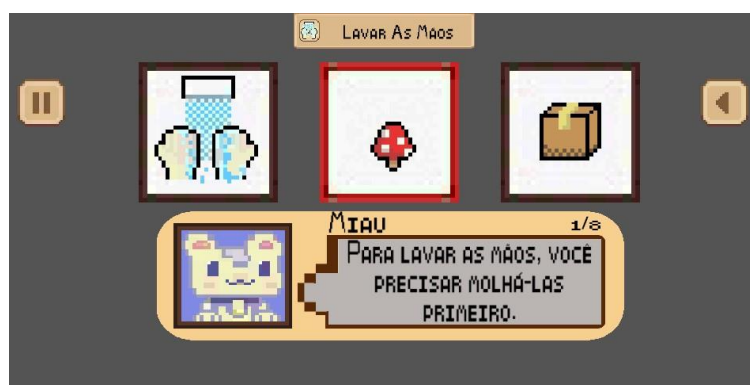 Lavar As Maos
Miau
1/8
Para lavar as mãos, você
precisar molhá-las
primeiro.